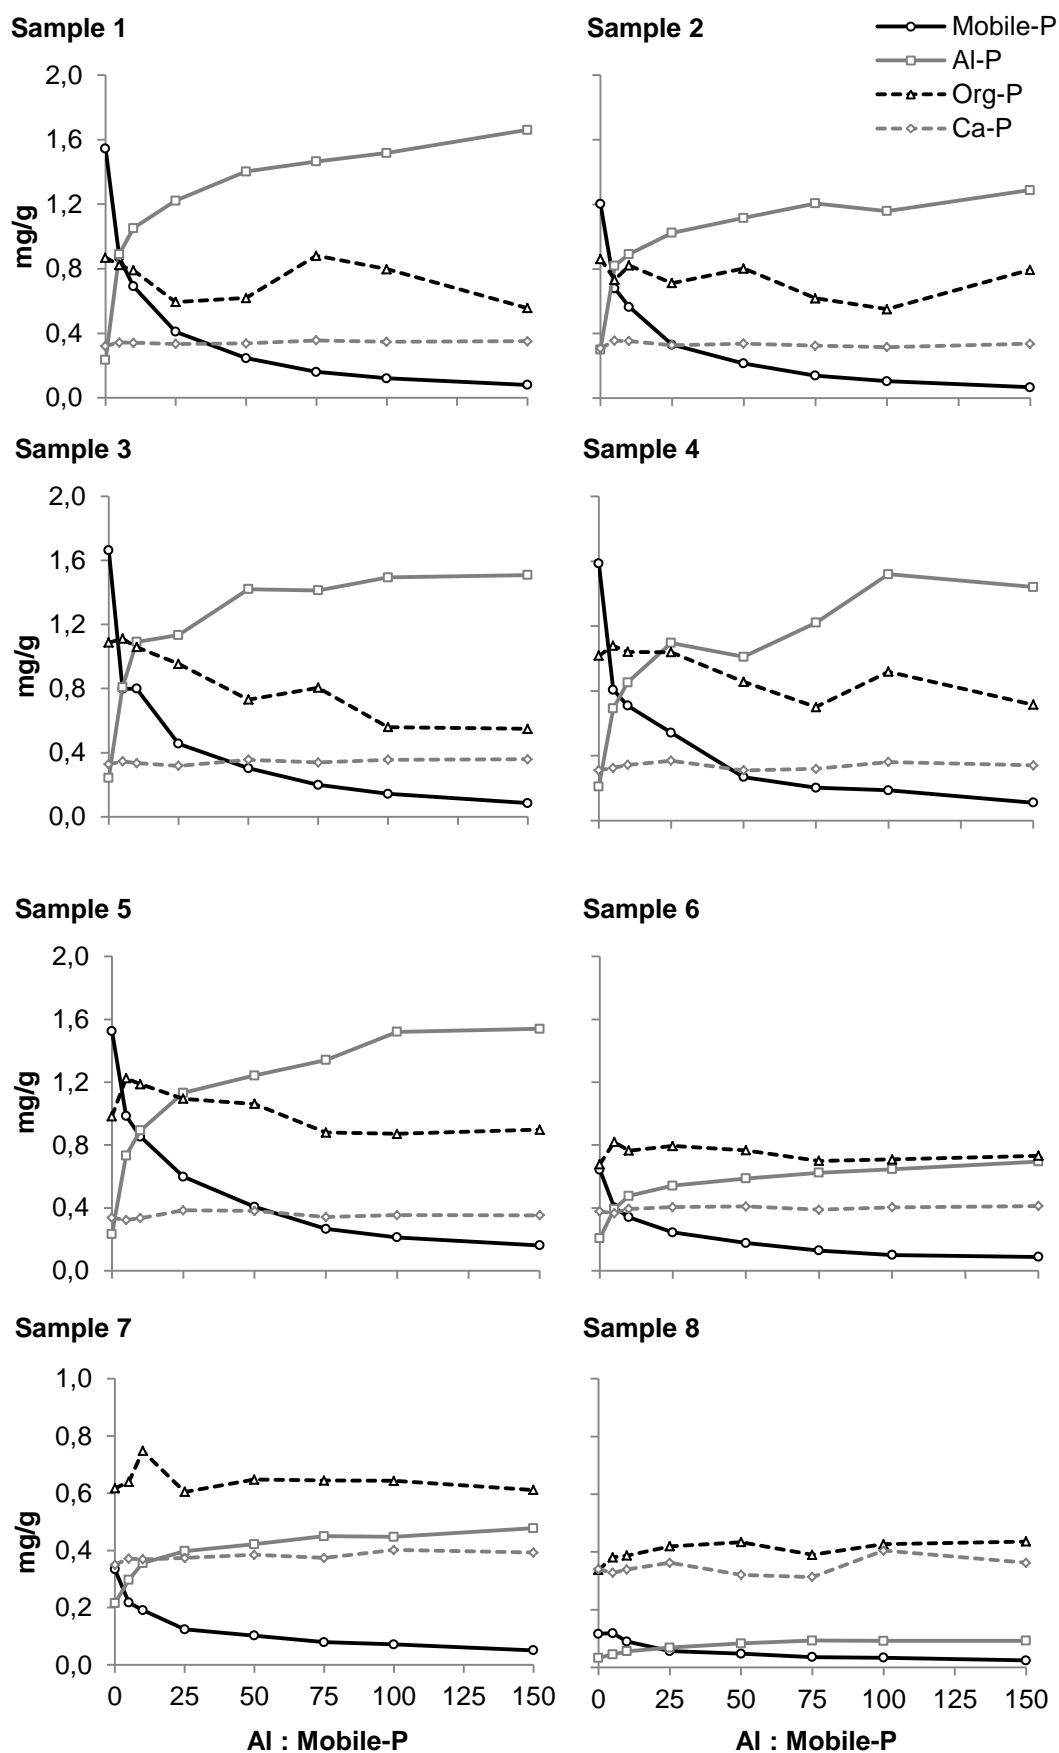 Sample 1
Sample 2
Mobile-P
Al-P
Org-P
Ca-P
2,0
1,6
1,2
0,8
0,4
0,0
mg/g
Sample 3
Sample 4
2,0
1,6
1,2
0,8
0,4
0,0
mg/g
Sample 5
Sample 6
2,0
1,6
1,2
0,8
0,4
0,0
mg/g
Sample 7
Sample 8
1,0
0,8
0,6
0,4
0,2
0,0
mg/g
0 25 50 75 100 125 150
0 25 50 75 100 125 150
Al : Mobile-P
Al : Mobile-P